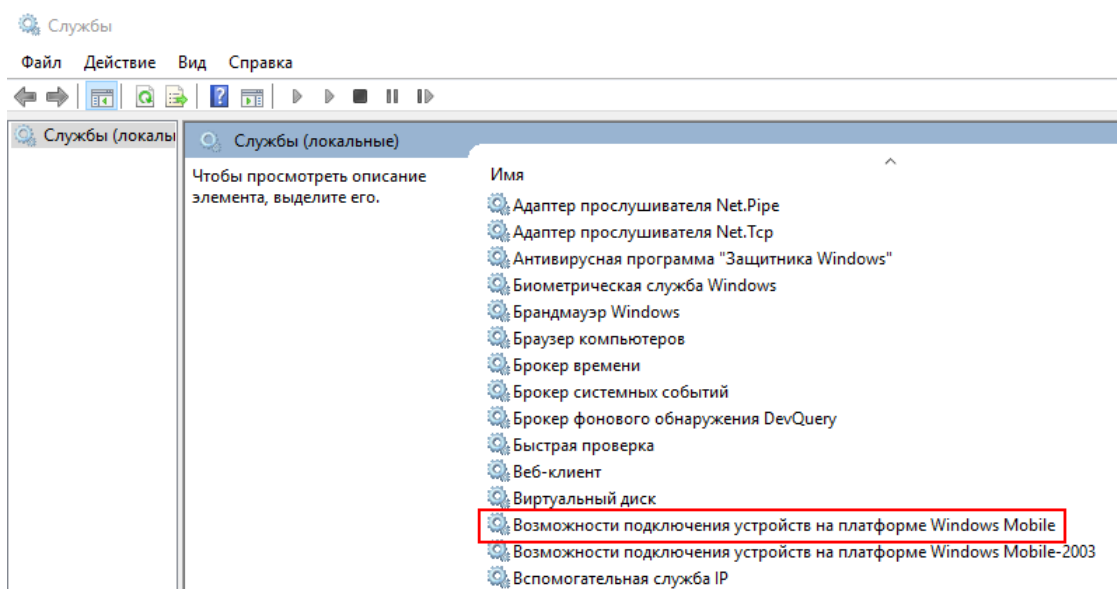 Службы
Файл Действие Вид Справка
Службы (локалы
Службы (локальные)
Чтобы просмотреть описание
элемента, выделите его.
Имя
Адаптер прослушивателя Net.Pipe
Адаптер прослушивателя Net.Tcp
Антивирусная программа "Защитника Windows"
Биометрическая служба Windows
Брандмауэр Windows
Браузер компьютеров
Брокер времени
Брокер системных событий
Брокер фонового обнаружения DevQuery
Быстрая проверка
Веб-клиент
Виртуальный диск
Возможности подключения устройств на платформе Windows Mobile
Возможности подключения устройств на платформе Windows Mobile-2003
Вспомогательная служба IP